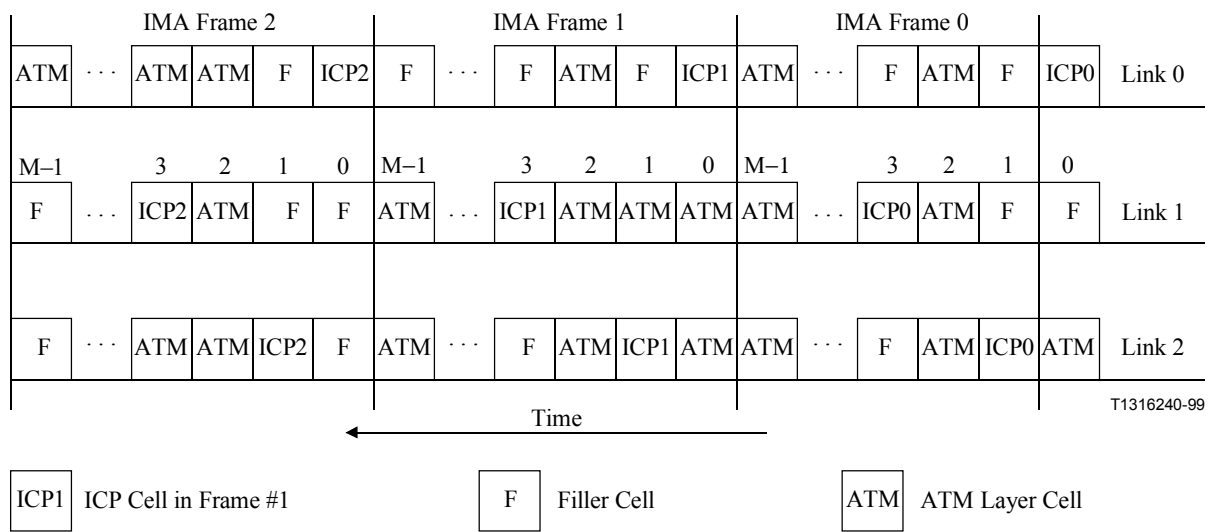 IMA Frame 2 IMA Frame 1 IMA Frame 0
ATM · · · ATM ATM F ICP2 F · · · F ATM F ICP1 ATM · · · F ATM F ICP0 Link 0
M–1 3 2 1 0 M–1 3 2 1 0 M–1 3 2 1 0
F · · · ICP2 ATM F F ATM · · · ICP1 ATM ATM ATM ATM · · · ICP0 ATM F F Link 1
F · · · ATM ATM ICP2 F ATM · · · F ATM ICP1 ATM ATM · · · F ATM ICP0 ATM Link 2
T1316240-99
Time
ICP1 ICP Cell in Frame #1 F Filler Cell ATM ATM Layer Cell